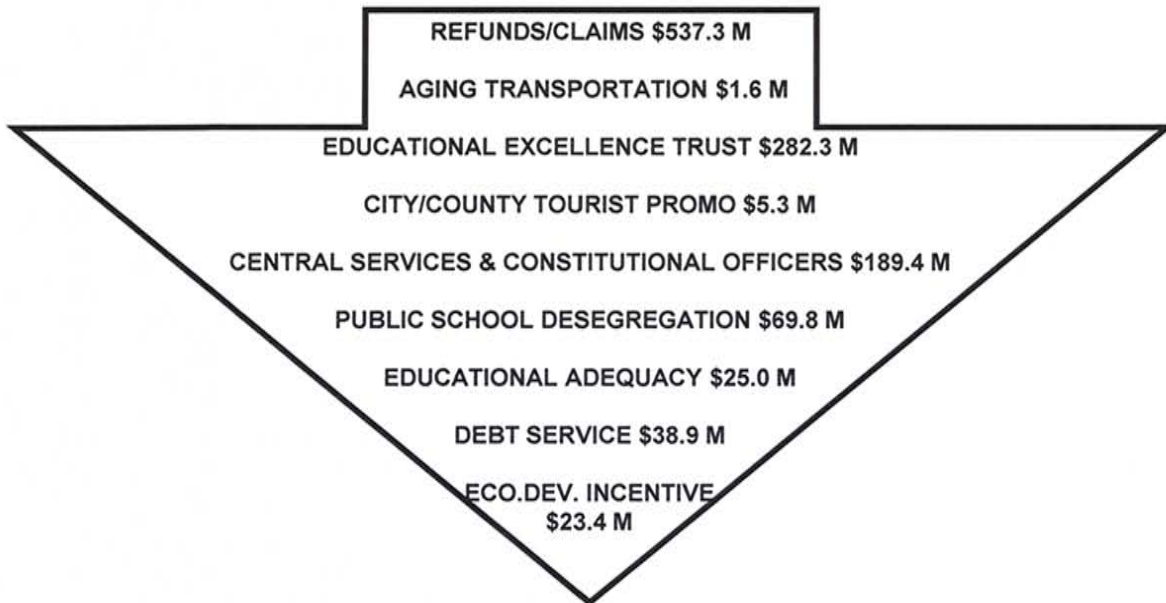 REFUNDS/CLAIMS $537.3 M
AGING TRANSPORTATION $1.6 M
EDUCATIONAL EXCELLENCE TRUST $282.3 M
CITY/COUNTY TOURIST PROMO $5.3 M
CENTRAL SERVICES & CONSTITUTIONAL OFFICERS $189.4 M
PUBLIC SCHOOL DESEGREGATION $69.8 M
EDUCATIONAL ADEQUACY $25.0 M
DEBT SERVICE $38.9 M
ECO.DEV. INCENTIVE
$23.4 M